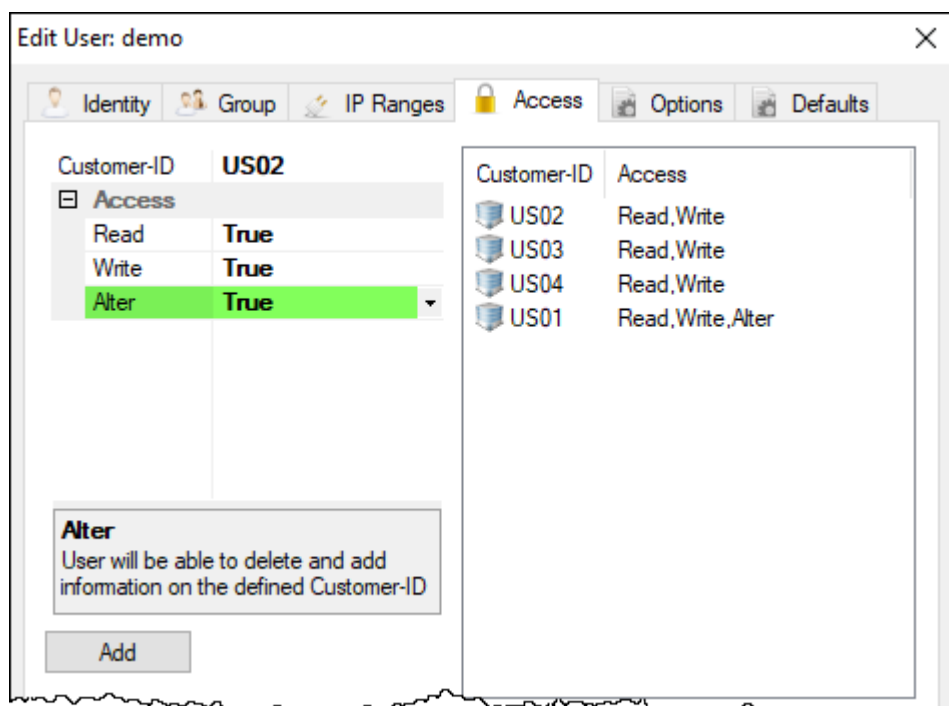 Edit User: demo
Identity Group IP Ranges Access Options Defaults
Customer-ID US02
Access
Read True
Write True
Alter True
Alter
User will be able to delete and add
information on the defined Customer-ID
Add
Customer-ID Access
US02 Read,Write
US03 Read,Write
US04 Read,Write
US01 Read,Write,Alter